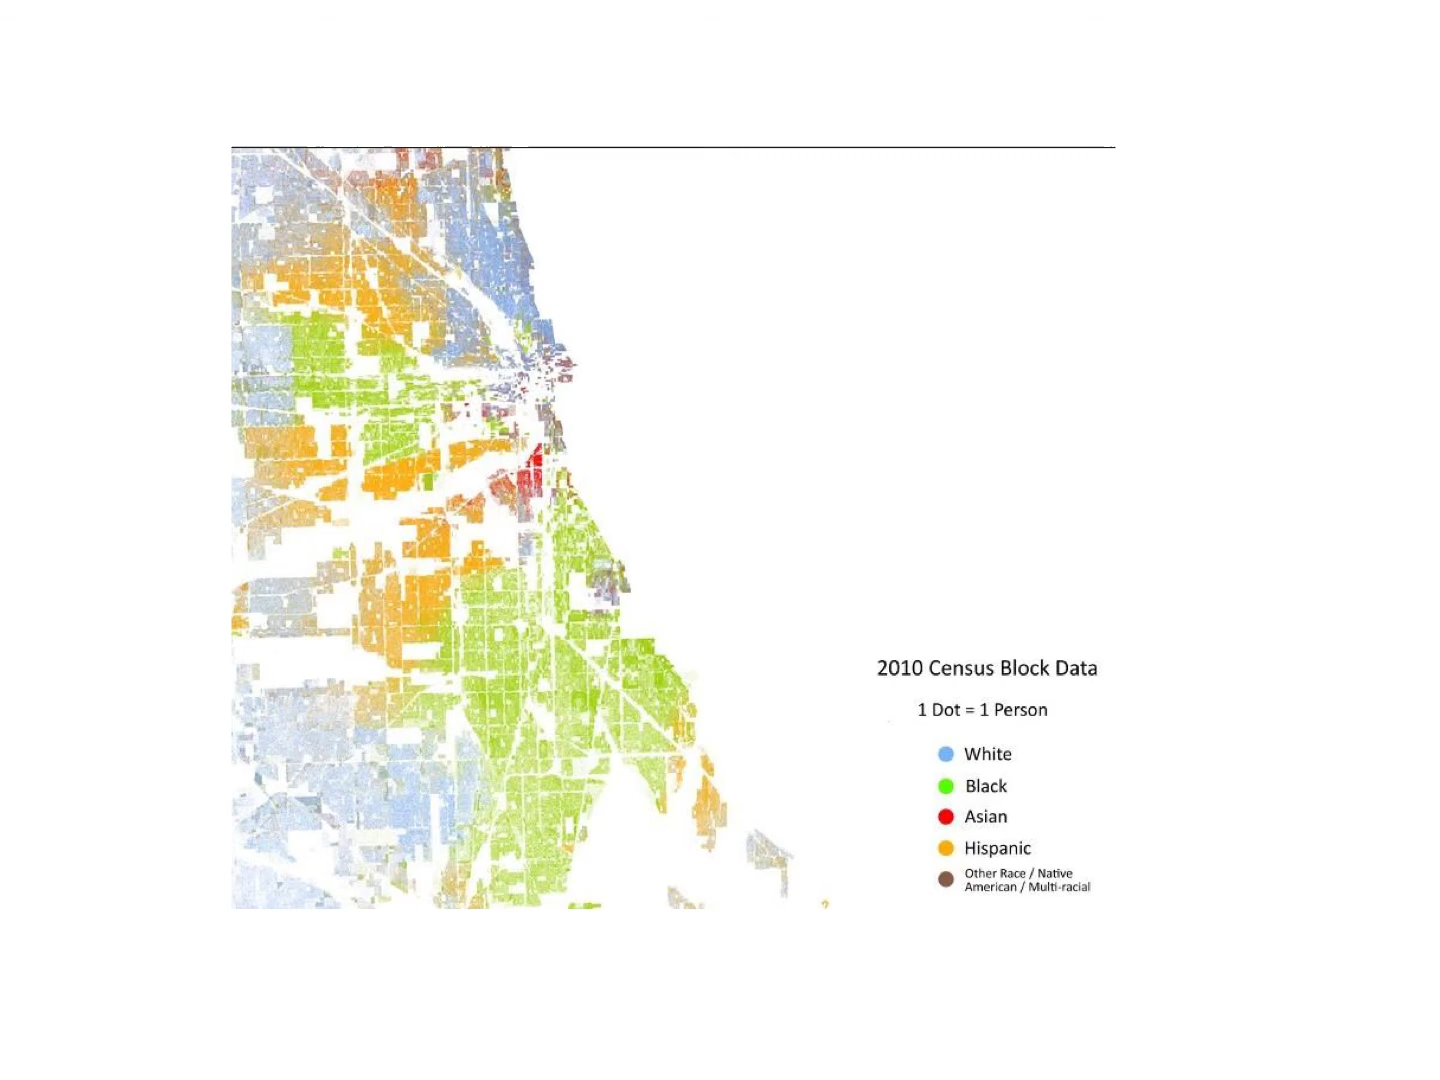 2010 Census Block Data
1 Dot = 1 Person
White
Black
Asian
Hispanic
Other Race / Native
American / Multi-racial